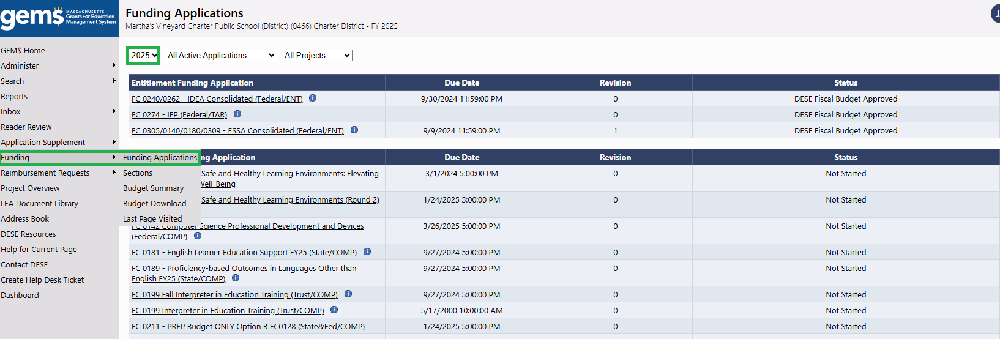 gem$ MASSACHUSETTS
Grants for Education
Management System
Funding Applications
Martha's Vineyard Charter Public School (District) (0466) Charter District - FY 2025
J
GEM$ Home
Administer
Search
Reports
Inbox
Reader Review
Application Supplement
Funding
Reimbursement Requests
Project Overview
LEA Document Library
Address Book
DESE Resources
Help for Current Page
Contact DESE
Create Help Desk Ticket
Dashboard
Funding Applications
Sections
Budget Summary
Budget Download
Last Page Visited
2025 All Active Applications All Projects
Entitlement Funding Application Due Date Revision Status
FC 0240/0262 - IDEA Consolidated (Federal/ENT) 9/30/2024 11:59:00 PM 0 DESE Fiscal Budget Approved
FC 0274 - IEP (Federal/TAR) 0 DESE Fiscal Budget Approved
FC 0305/0140/0180/0309 - ESSA Consolidated (Federal/ENT) 9/9/2024 11:59:00 PM 1 DESE Fiscal Budget Approved
ng Application Due Date Revision Status
Safe and Healthy Learning Environments: Elevating 3/1/2024 5:00:00 PM 0 Not Started
Well-Being
Safe and Healthy Learning Environments (Round 2) 1/24/2025 5:00:00 PM 0 Not Started
FC 0142 Computer Science Professional Development and Devices 3/26/2025 5:00:00 PM 0 Not Started
(Federal/COMP)
FC 0181 - English Learner Education Support FY25 (State/COMP) 9/27/2024 5:00:00 PM 0 Not Started
FC 0189 - Proficiency-based Outcomes in Languages Other than 9/27/2024 5:00:00 PM 0 Not Started
English FY25 (State/COMP)
FC 0199 Fall Interpreter in Education Training (Trust/COMP) 9/27/2024 5:00:00 PM 0 Not Started
FC 0199 Interpreter in Education Training (Trust/COMP) 5/17/2000 10:00:00 AM 0 Not Started
FC 0211 - PREP Budget ONLY Option B FC0128 (State&Fed/COMP) 1/24/2025 5:00:00 PM 0 Not Started